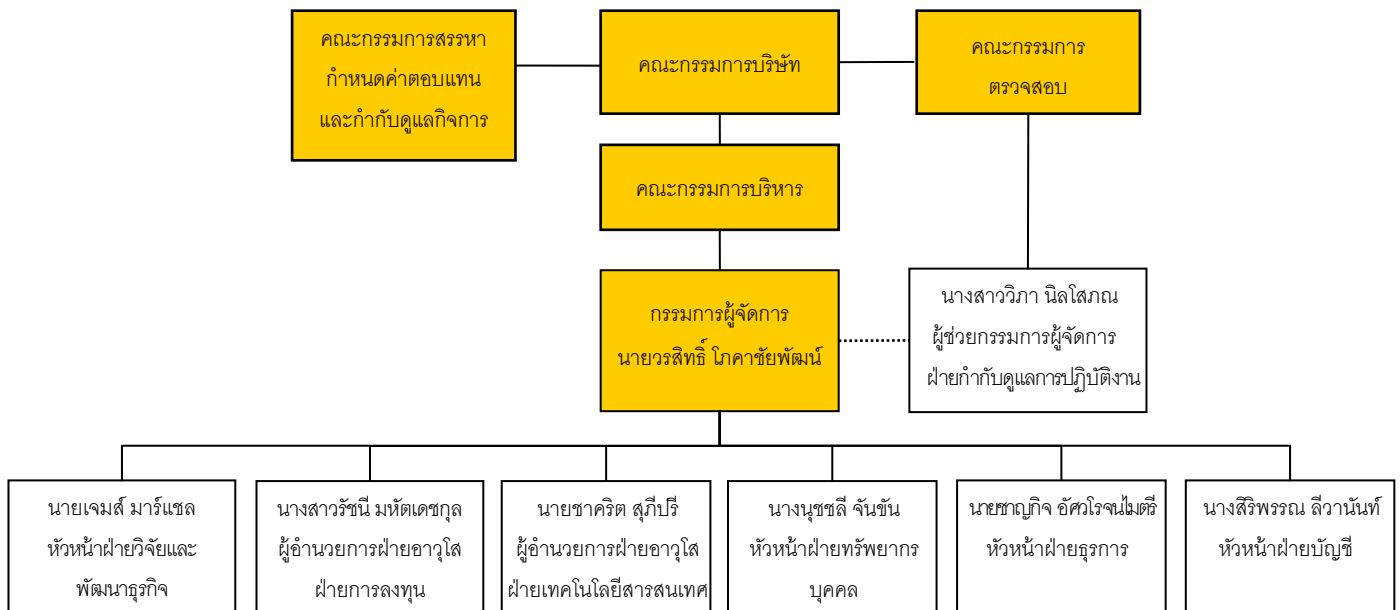 คณะกรรมการสรรหา
กำหนดค่าตอบแทน
และกำกับดูแลกิจการ
คณะกรรมการบริษัท
คณะกรรมการ
ตรวจสอบ
คณะกรรมการบริหาร
กรรมการผู้จัดการ
นายวรสิทธิ์ โภคาชัยพัฒน์
นางสาววิภา นิลโสภณ
ผู้ช่วยกรรมการผู้จัดการ
ฝ่ายกำกับดูแลการปฏิบัติงาน
นายเจมส์ มาร์แชล
หัวหน้าฝ่ายวิจัยและ
พัฒนาธุรกิจ
นางสาวรัชนี มหัตเดชกุล
ผู้อำนวยการฝ่ายอาวุโส
ฝ่ายการลงทุน
นายชาคริต สุภีปรี
ผู้อำนวยการฝ่ายอาวุโส
ฝ่ายเทคโนโลยีสารสนเทศ
นางนุชชลี จันขัน
หัวหน้าฝ่ายทรัพยากร
บุคคล
นายชาญกิจ อัศวโรจนไมตรี
หัวหน้าฝ่ายธุรการ
นางสิริพรรณ ลีวานันท์
หัวหน้าฝ่ายบัญชี